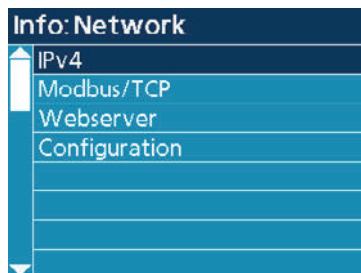 Info: Network
IPv4
Modbus/TCP
Webserver
Configuration